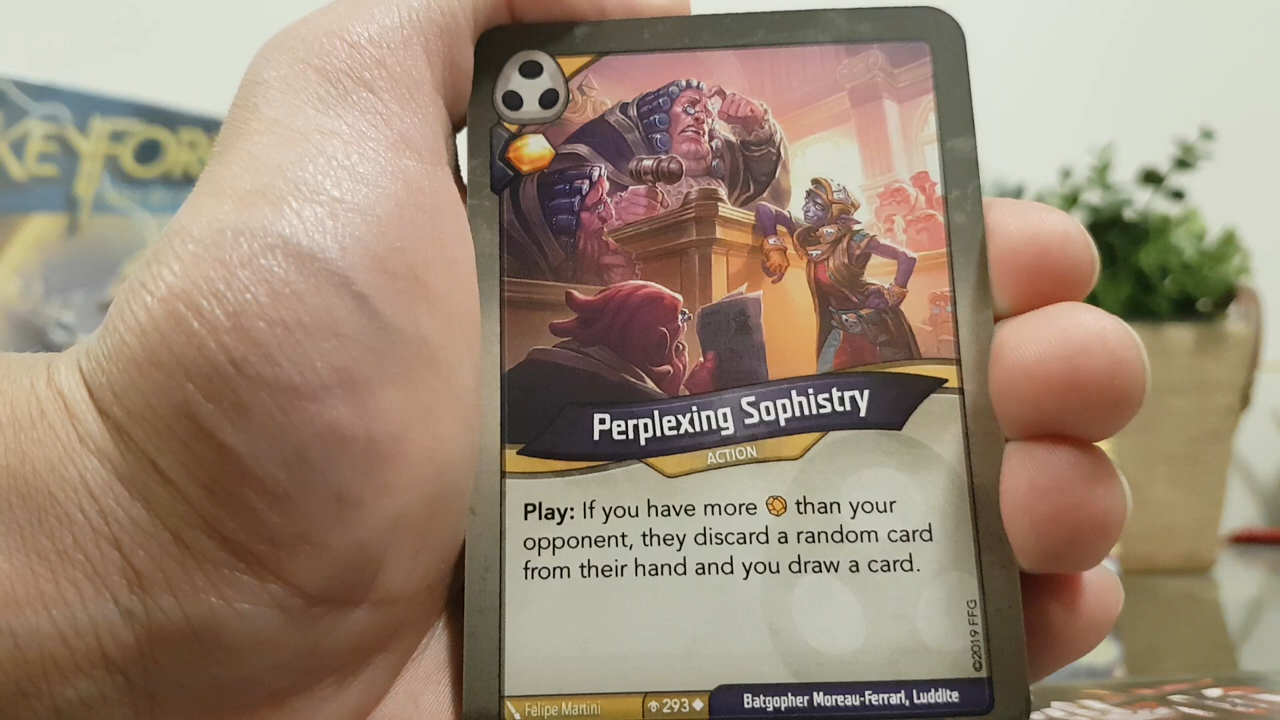 KEYFOR
Perplexing Sophistry
ACTION
Play: If you have more than your
opponent, they discard a random card
from their hand and you draw a card.
©2019 FFG
Felipe Martini
293
Batgopher Moreau-Ferrarl, Luddite